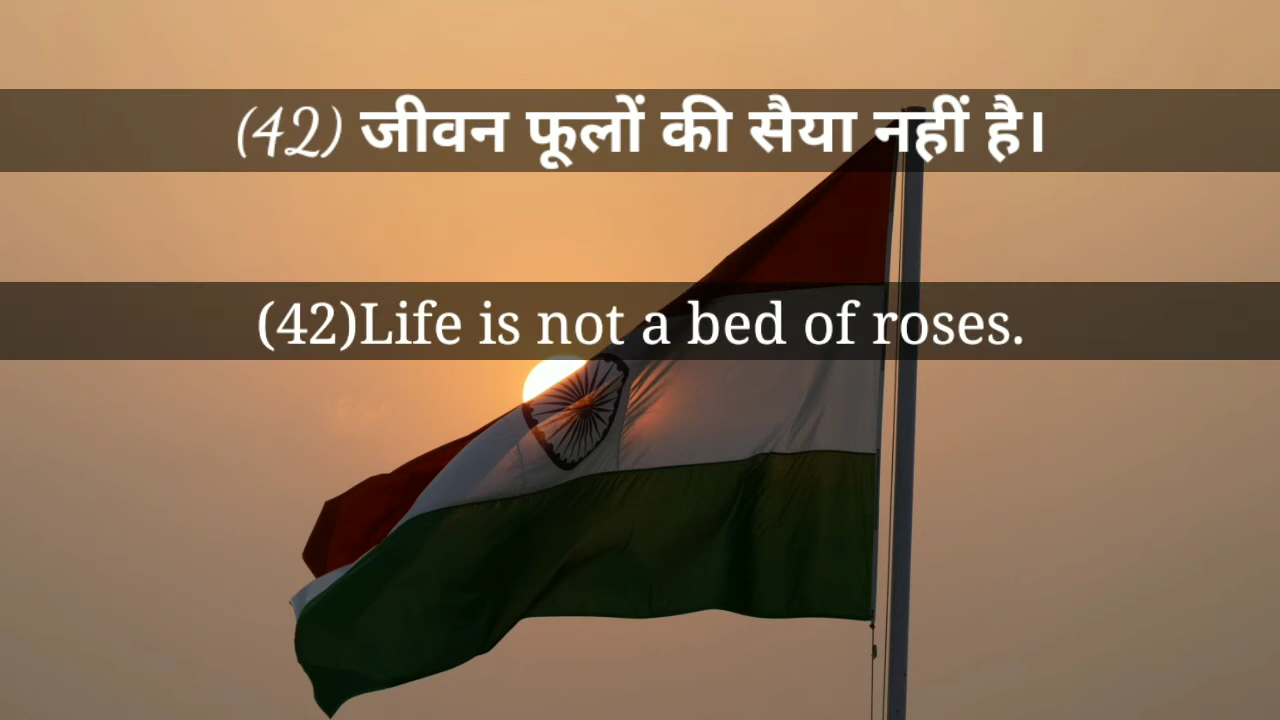 (42) जीवन फूलों की सैया नहीं है।
(42)Life is not a bed of roses.